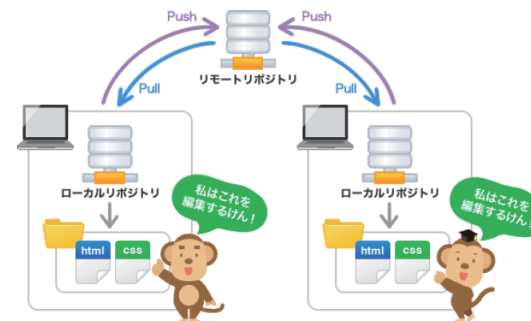 Push
Push
Pull
Pull
リモートリポジトリ
ローカルリポジトリ
ローカルリポジトリ
私はこれを
編集するけん!
私はこれを
編集するけん!
html
css
html
css